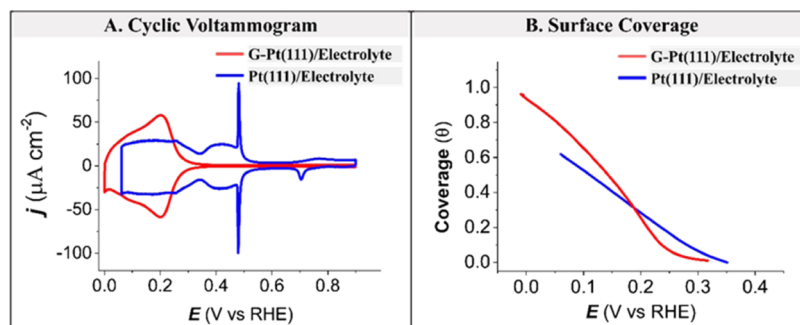 A. Cyclic Voltammogram
G-Pt(111)/Electrolyte
Pt(111)/Electrolyte
100
50
0
-50
-100
j (μA cm⁻²)
0.0 0.2 0.4 0.6 0.8
E (V vs RHE)
B. Surface Coverage
G-Pt(111)/Electrolyte
Pt(111)/Electrolyte
1.0
0.8
0.6
0.4
0.2
0.0
Coverage (θ)
0.0 0.1 0.2 0.3 0.4
E (V vs RHE)